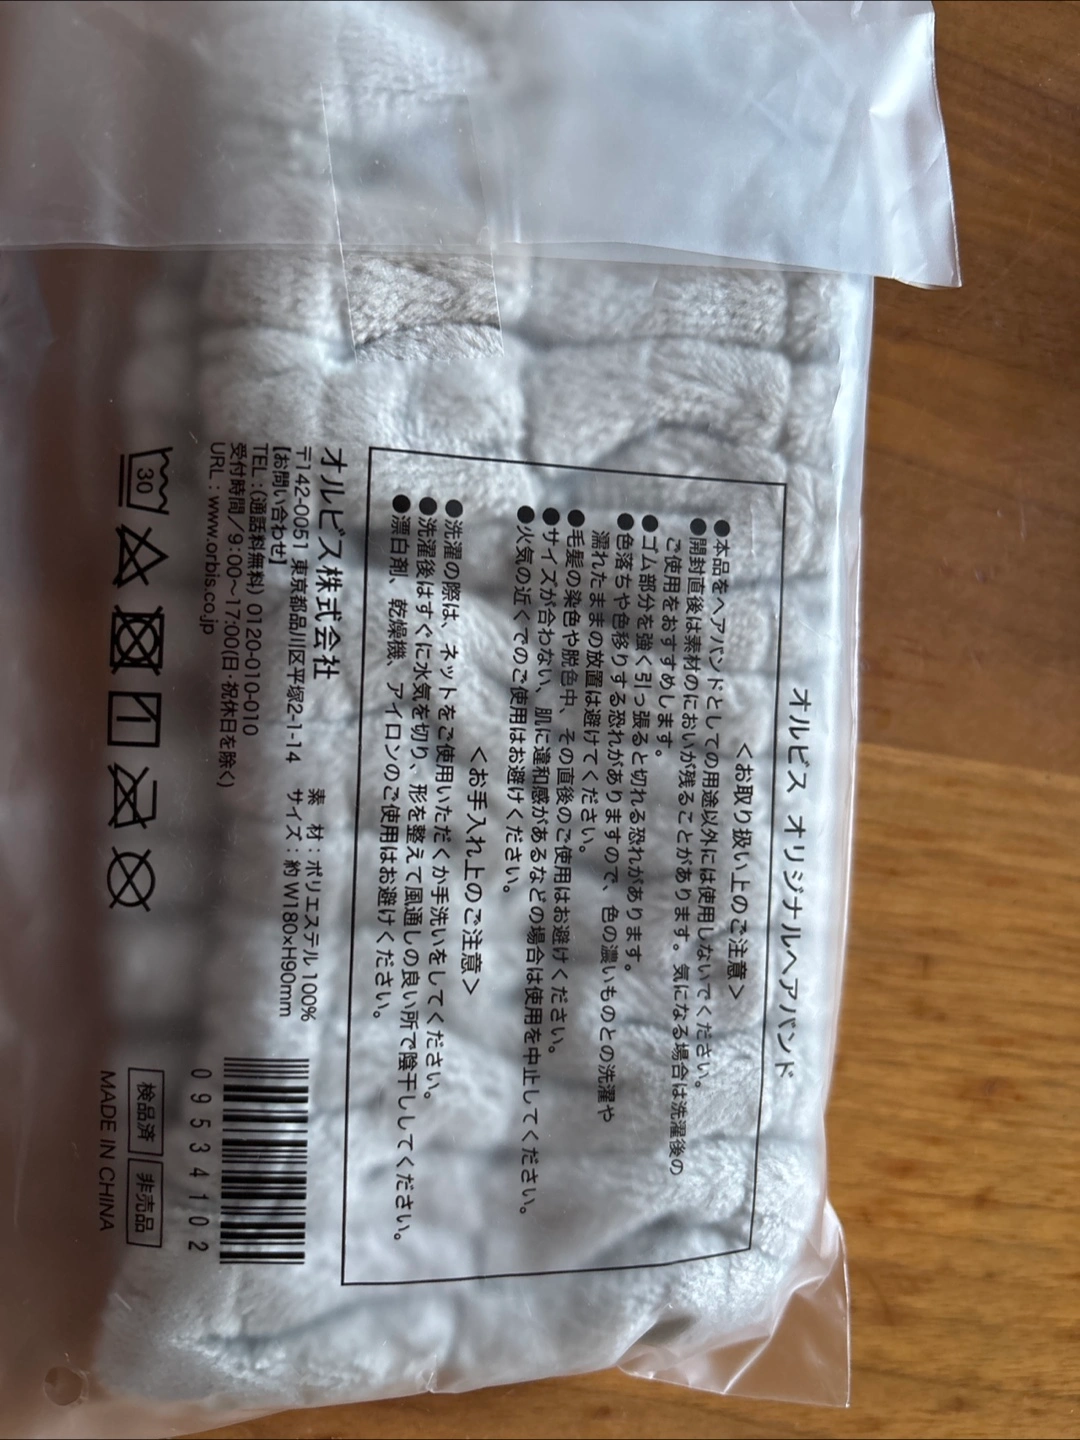 オルビス オリジナルヘアバンド
＜お取り扱い上のご注意＞
●本品をヘアバンドとしての用途以外には使用しないでください。
●開封直後は素材のにおいが残ることがあります。気になる場合は洗濯後の
ご使用をおすすめします。
●ゴム部分を強く引っ張ると切れる恐れがあります。
●色落ちや色移りする恐れがありますので、色の濃いものとの洗濯や
濡れたままの放置は避けてください。
●毛髪の染色や脱色中、その直後のご使用はお避けください。
●サイズが合わない、肌に違和感があるなどの場合は使用を中止してください。
●火気の近くでのご使用はお避けください。
＜お手入れ上のご注意＞
●洗濯の際は、ネットをご使用いただくか手洗いをしてください。
●洗濯後はすぐに水気を切り、形を整えて風通しの良い所で陰干ししてください。
●漂白剤、乾燥機、アイロンのご使用はお避けください。
オルビス株式会社
〒142-0051 東京都品川区平塚2-1-14
【お問い合わせ】
TEL：(通話料無料) 0120-010-010
受付時間／9:00〜17:00(日・祝休日を除く)
URL：www.orbis.co.jp
素　材：ポリエステル 100%
サイズ：約 W180×H90mm
30
09534102
検品済 非売品
MADE IN CHINA